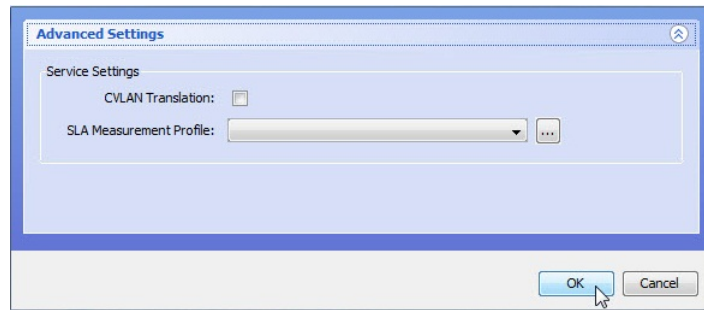 Advanced Settings
Service Settings
CVLAN Translation:
SLA Measurement Profile:
...
OK Cancel